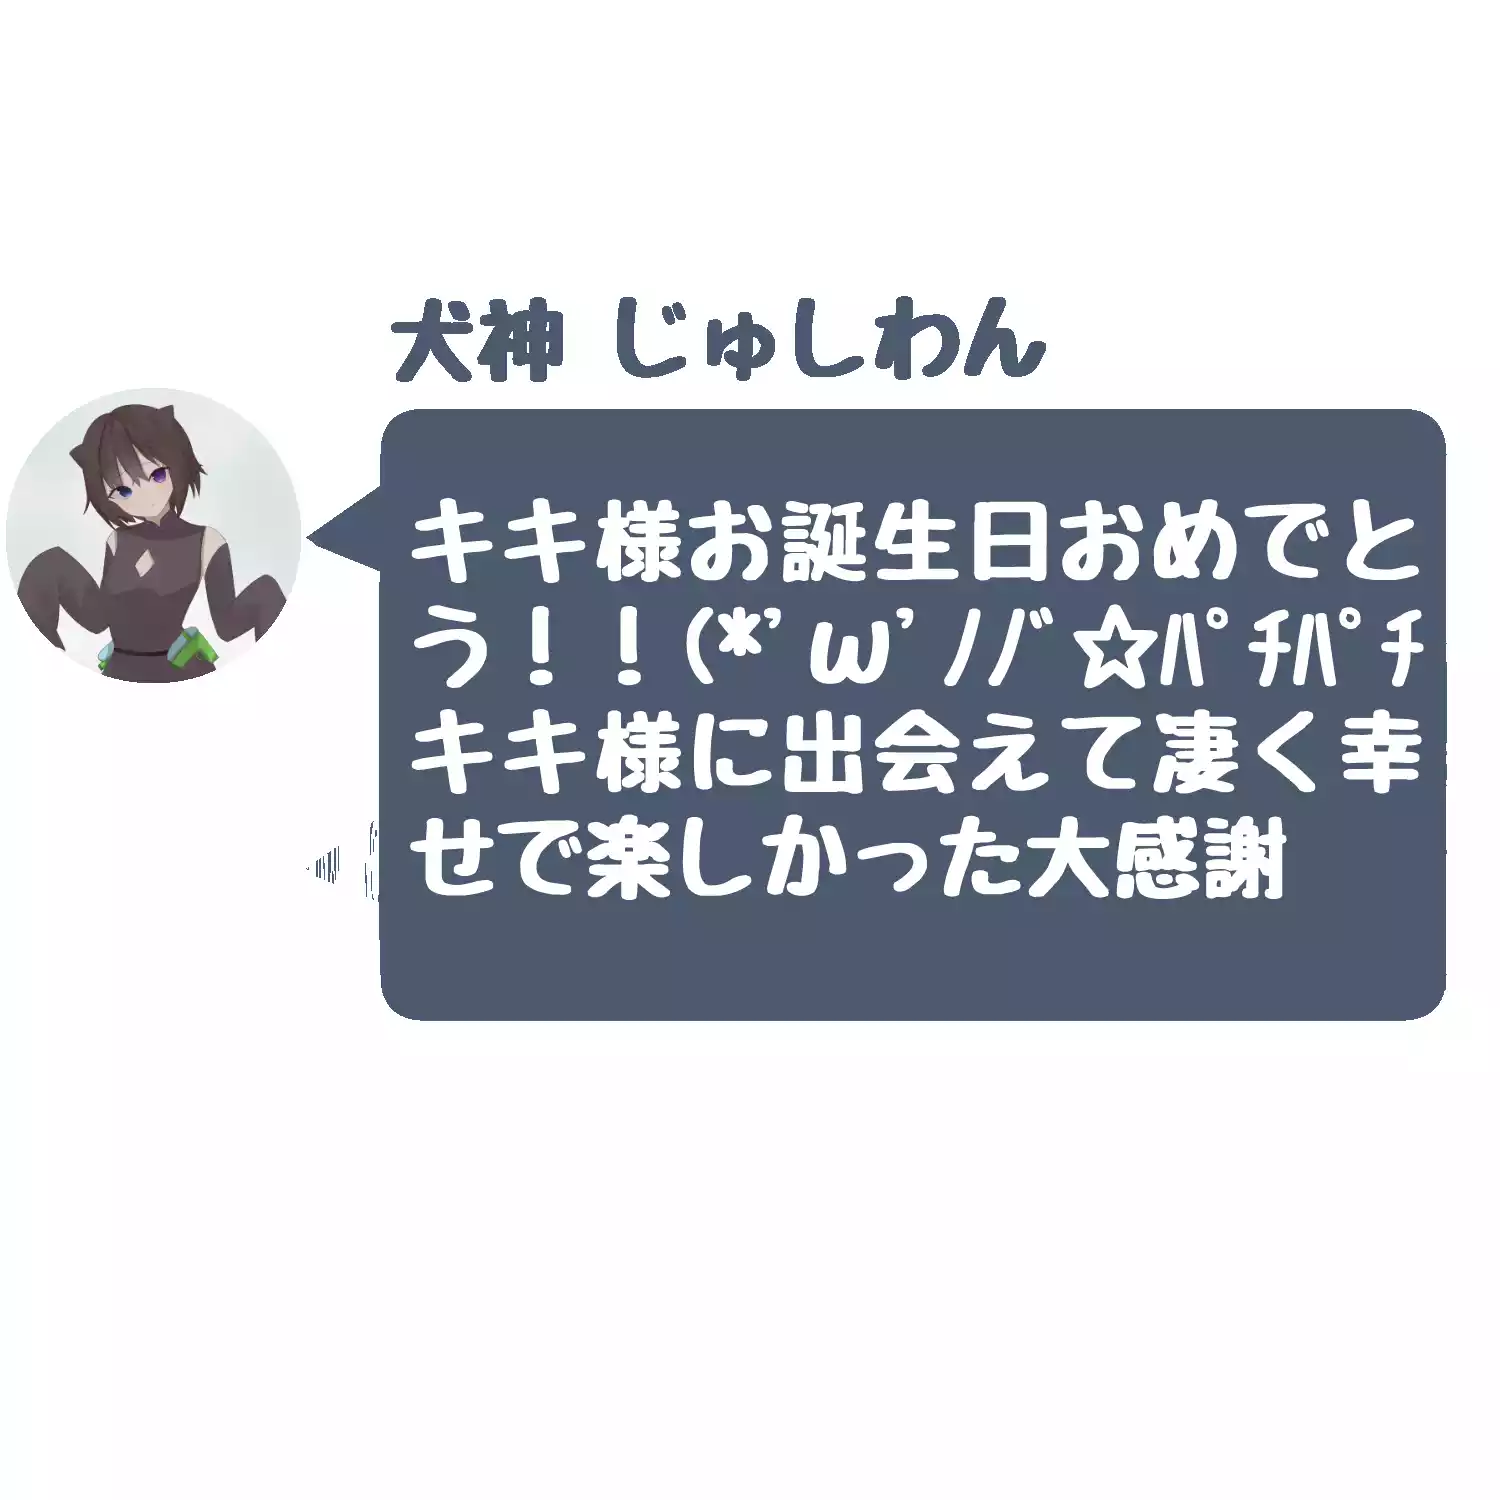 犬神 じゅしわん
キキ様お誕生日おめでと
う！！(*’ω’ﾉﾉﾞ☆ﾊﾟﾁﾊﾟﾁ
キキ様に出会えて凄く幸
せで楽しかった大感謝